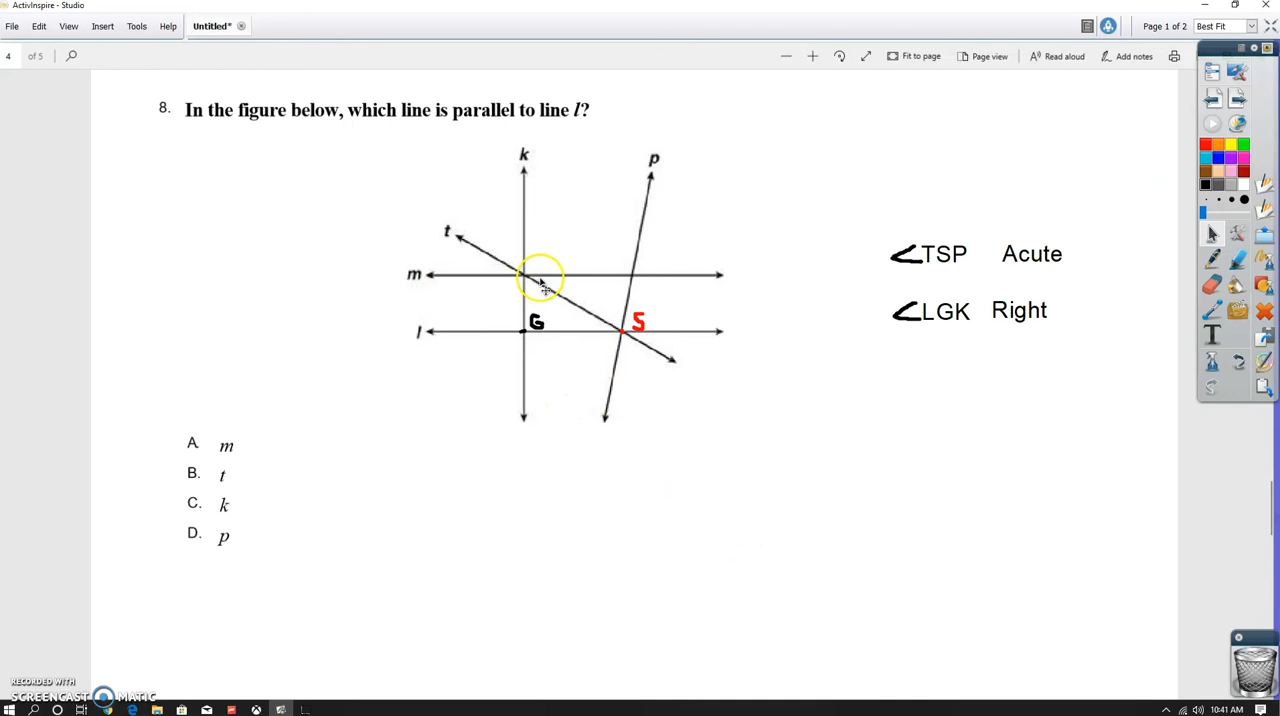 ActivInspire - Studio
File Edit View Insert Tools Help Untitled* Page 1 of 2 Best Fit
4 of 5 Fit to page Page view Read aloud Add notes
8. In the figure below, which line is parallel to line l?
k
p
t
m
G S
l
<TSP Acute
<LGK Right
A. m
B. t
C. k
D. p
RECORDED WITH
SCREENCAST MATIC
10:41 AM